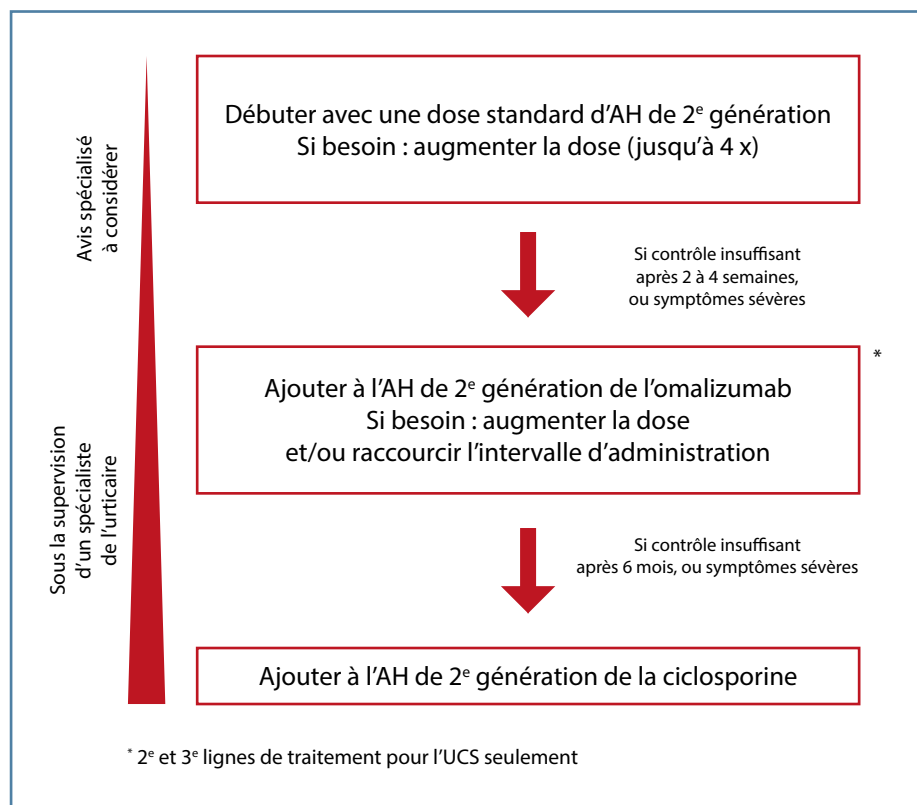 Débuter avec une dose standard d'AH de 2e génération
Si besoin : augmenter la dose (jusqu'à 4 x)
Avis spécialisé
à considérer
Si contrôle insuffisant
après 2 à 4 semaines,
ou symptômes sévères
*
Ajouter à l'AH de 2e génération de l'omalizumab
Si besoin : augmenter la dose
et/ou raccourcir l'intervalle d'administration
Sous la supervision
d'un spécialiste
de l'urticaire
Si contrôle insuffisant
après 6 mois, ou symptômes sévères
Ajouter à l'AH de 2e génération de la ciclosporine
* 2e et 3e lignes de traitement pour l'UCS seulement